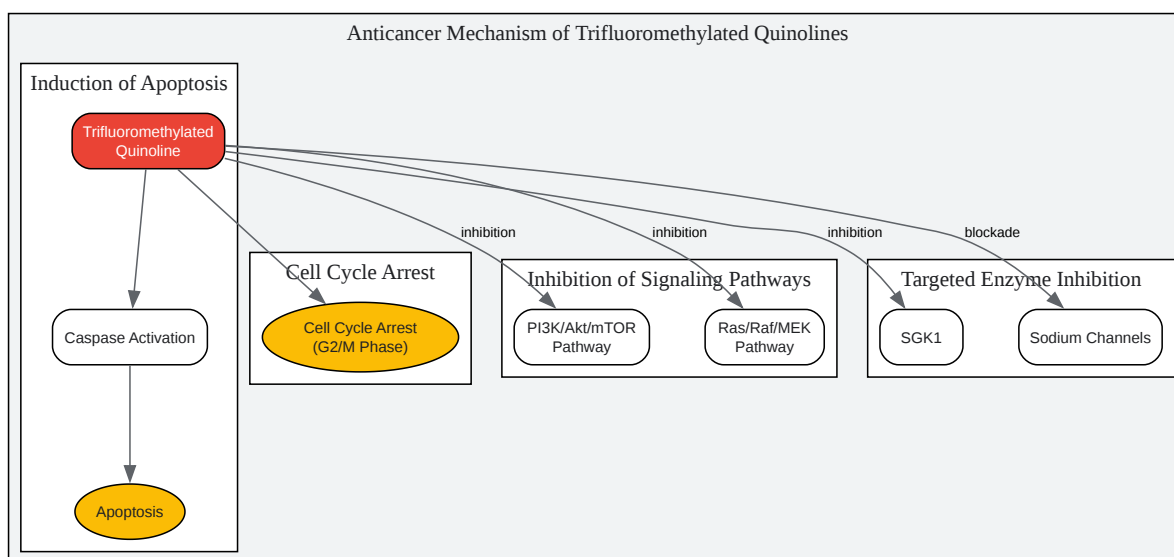 Anticancer Mechanism of Trifluoromethylated Quinolines
Induction of Apoptosis
Trifluoromethylated
Quinoline
inhibition
inhibition
inhibition
blockade
Cell Cycle Arrest
Inhibition of Signaling Pathways
Targeted Enzyme Inhibition
Caspase Activation
Cell Cycle Arrest
(G2/M Phase)
PI3K/Akt/mTOR
Pathway
Ras/Raf/MEK
Pathway
SGK1
Sodium Channels
Apoptosis